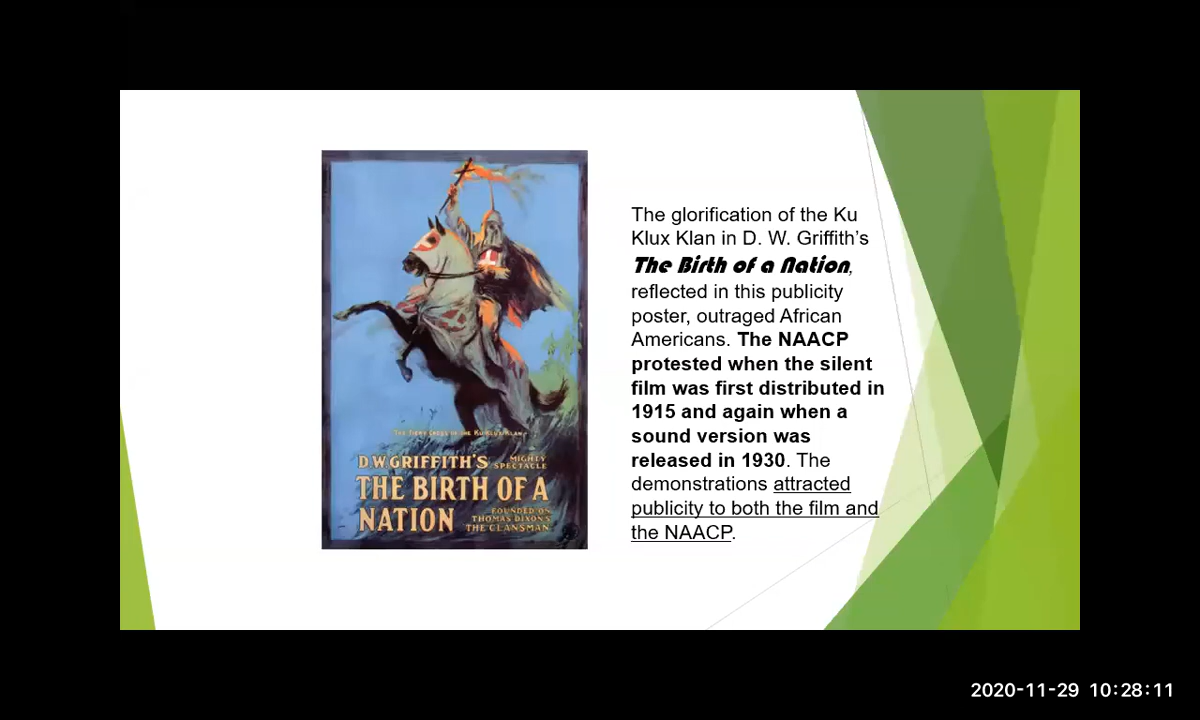 The fiery cross of the Ku Klux Klan
D.W. GRIFFITH'S MIGHTY SPECTACLE
THE BIRTH OF A
NATION
FOUNDED ON
THOMAS DIXON'S
THE CLANSMAN
The glorification of the Ku
Klux Klan in D. W. Griffith’s
The Birth of a Nation,
reflected in this publicity
poster, outraged African
Americans. The NAACP
protested when the silent
film was first distributed in
1915 and again when a
sound version was
released in 1930. The
demonstrations attracted
publicity to both the film and
the NAACP.
2020-11-29 10:28:11